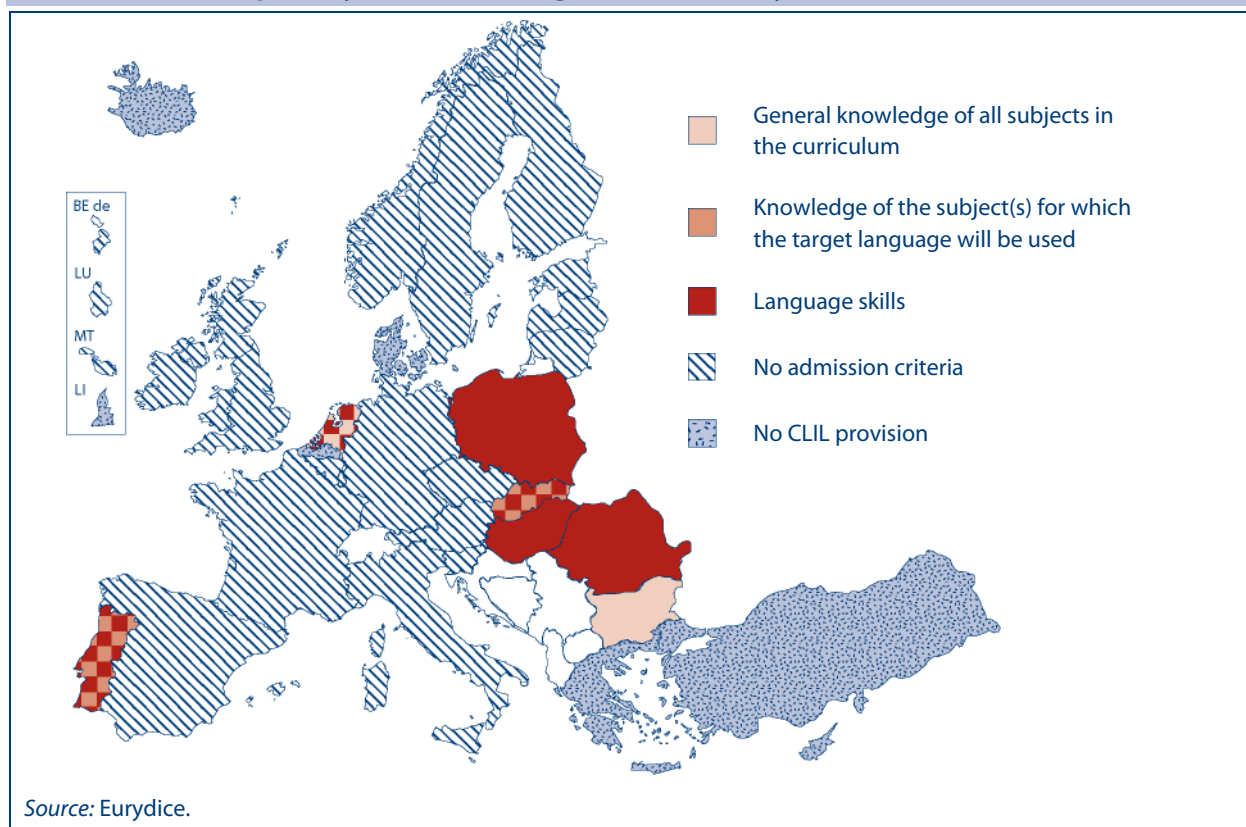 General knowledge of all subjects in
the curriculum
Knowledge of the subject(s) for which
the target language will be used
Language skills
No admission criteria
No CLIL provision
BE de
LU
MT
LI
Source: Eurydice.